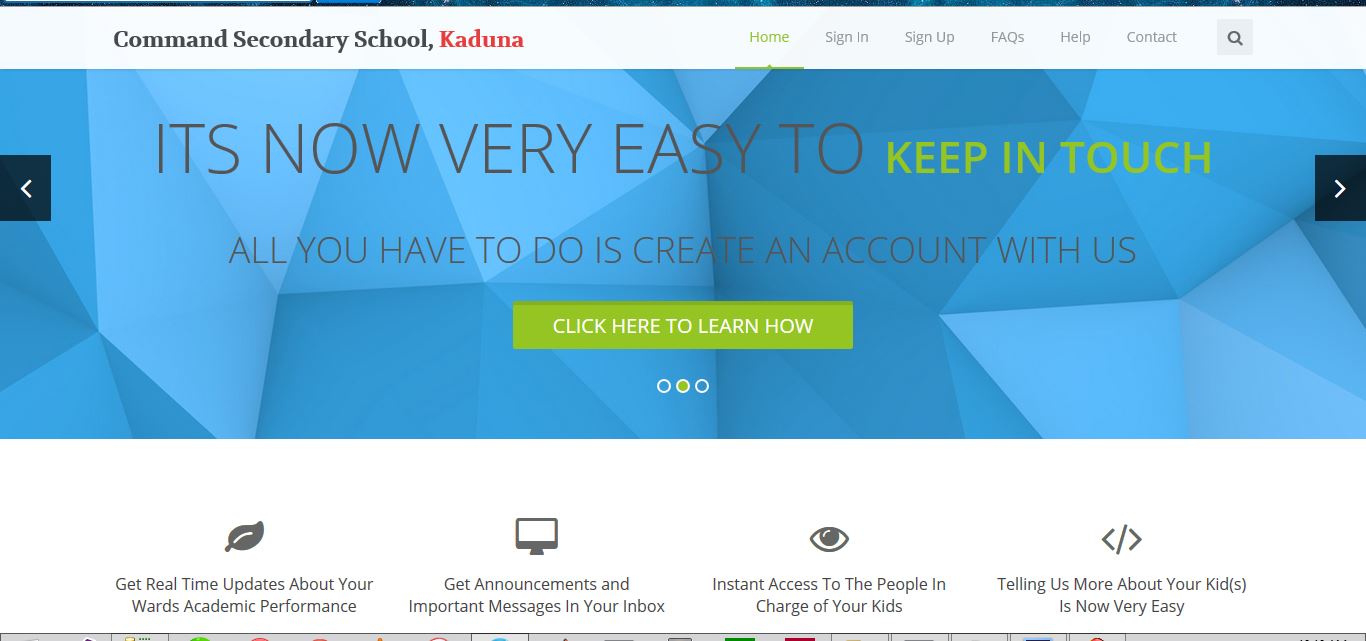 Command Secondary School, Kaduna
Home Sign In Sign Up FAQs Help Contact
ITS NOW VERY EASY TO KEEP IN TOUCH
ALL YOU HAVE TO DO IS CREATE AN ACCOUNT WITH US
CLICK HERE TO LEARN HOW
Get Real Time Updates About Your
Wards Academic Performance
Get Announcements and
Important Messages In Your Inbox
Instant Access To The People In
Charge of Your Kids
Telling Us More About Your Kid(s)
Is Now Very Easy